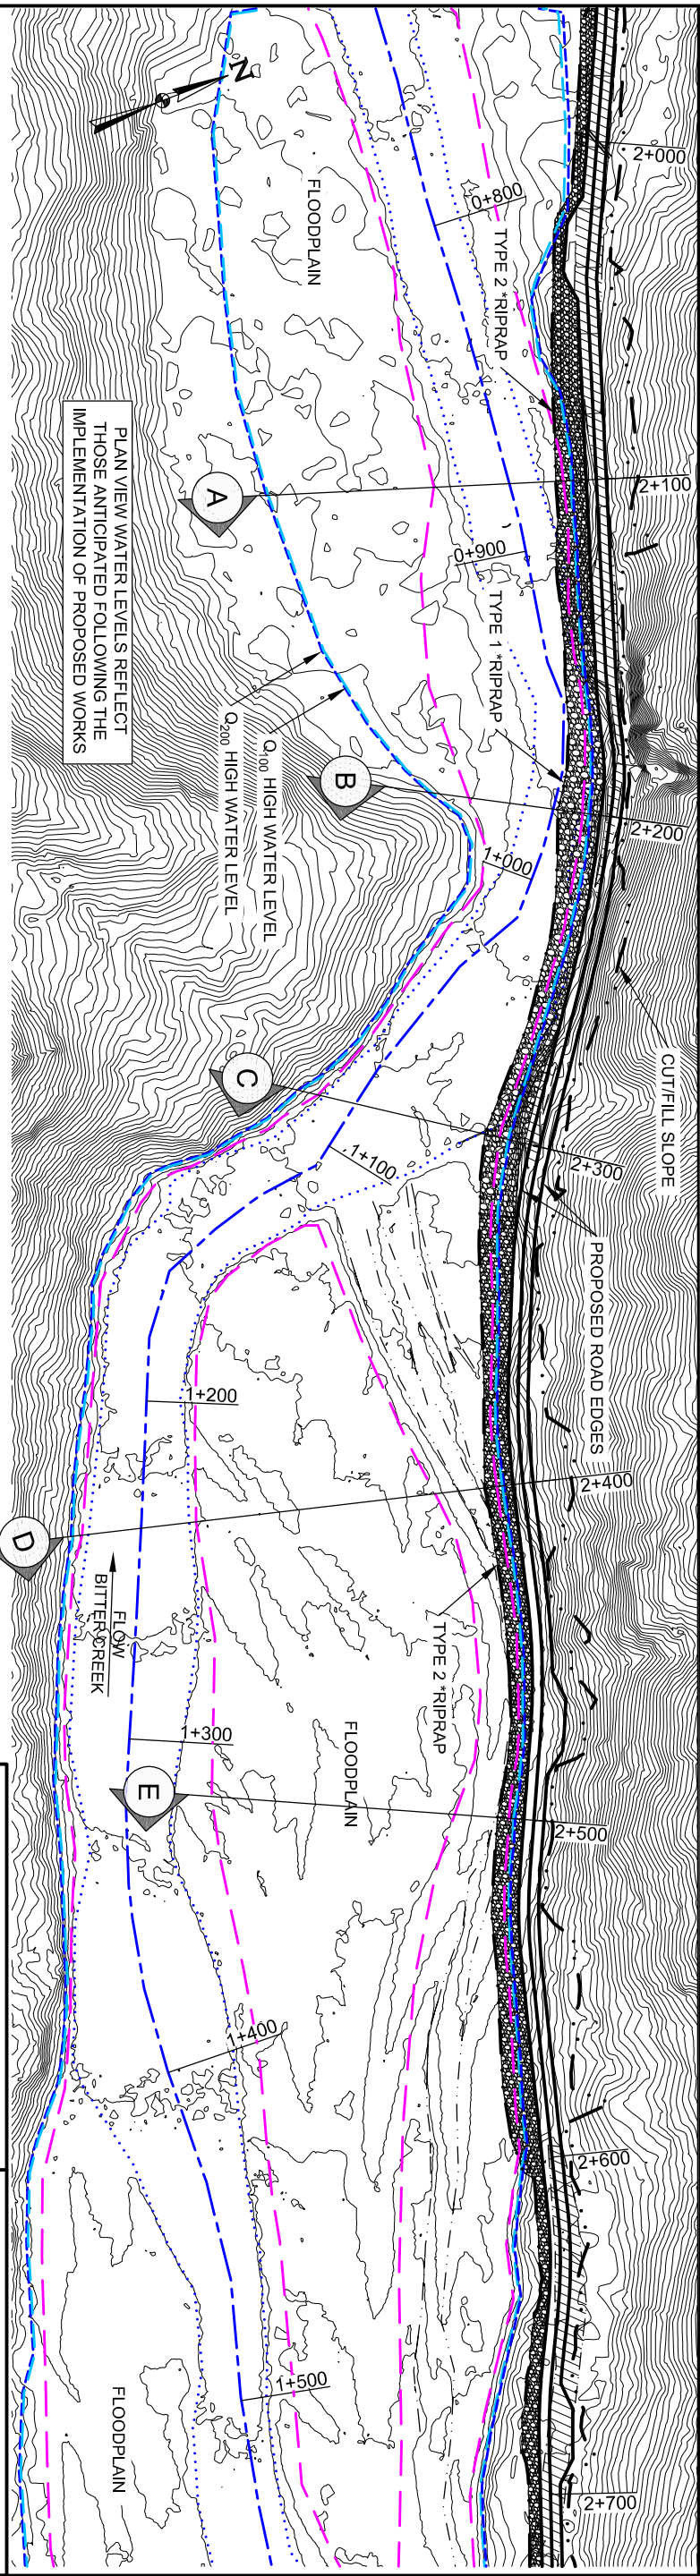 N
FLOODPLAIN
0+800
2+000
TYPE 2 *RIPRAP
A
2+100
0+900
PLAN VIEW WATER LEVELS REFLECT
THOSE ANTICIPATED FOLLOWING THE
IMPLEMENTATION OF PROPOSED WORKS
TYPE 1 *RIPRAP
Q100 HIGH WATER LEVEL
Q200 HIGH WATER LEVEL
B
2+200
1+000
CUT/FILL SLOPE
C
2+300
1+100
PROPOSED ROAD EDGES
1+200
2+400
D
FLOW
BITTER CREEK
TYPE 2 *RIPRAP
1+300
FLOODPLAIN
E
2+500
1+400
2+600
1+500
FLOODPLAIN
2+700